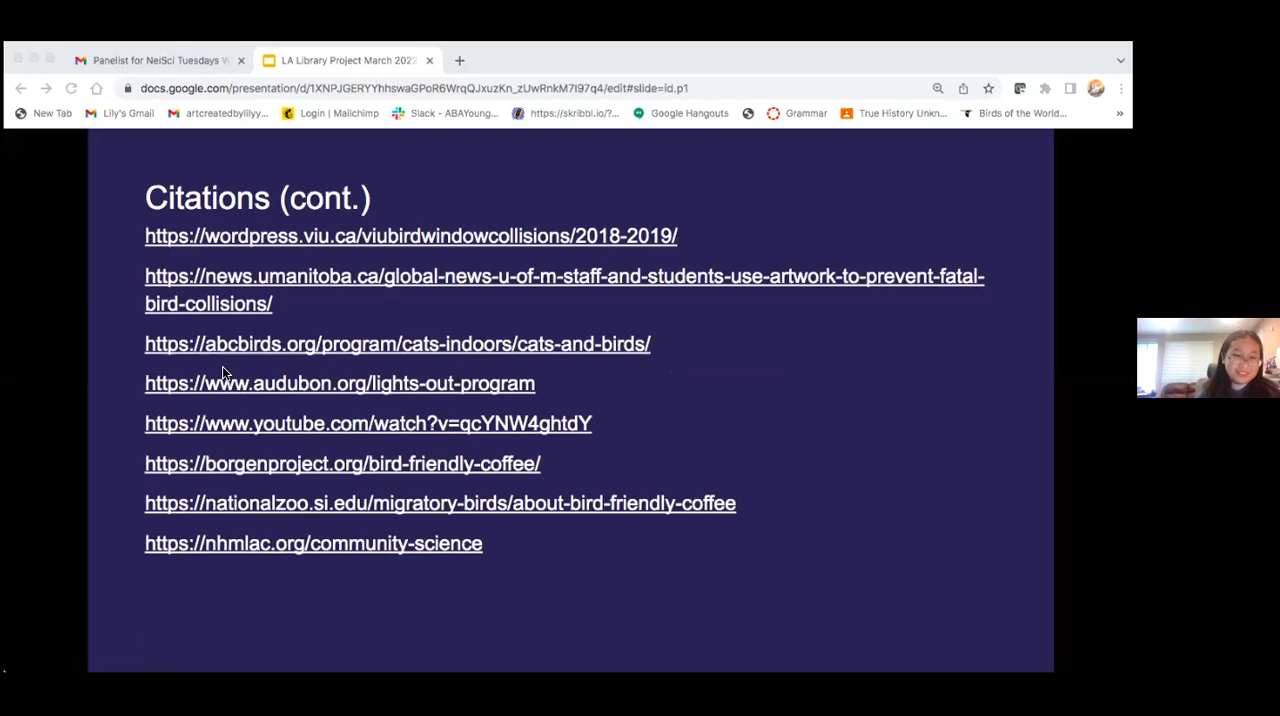 Panelist for NeiSci Tuesdays W
LA Library Project March 2022
docs.google.com/presentation/d/1XNPJGERYYhhswaGPoR6WrqQJxuzKn_zUwRnkM7I97q4/edit#slide=id.p1
New Tab
Lily's Gmail
artcreatedbylilyy...
Login | Mailchimp
Slack - ABAYoung...
https://skribbl.io/?...
Google Hangouts
Grammar
True History Unkn...
Birds of the World...
»
Citations (cont.)
https://wordpress.viu.ca/viubirdwindowcollisions/2018-2019/
https://news.umanitoba.ca/global-news-u-of-m-staff-and-students-use-artwork-to-prevent-fatal-
bird-collisions/
https://abcbirds.org/program/cats-indoors/cats-and-birds/
https://www.audubon.org/lights-out-program
https://www.youtube.com/watch?v=qcYNW4ghtdY
https://borgenproject.org/bird-friendly-coffee/
https://nationalzoo.si.edu/migratory-birds/about-bird-friendly-coffee
https://nhmlac.org/community-science